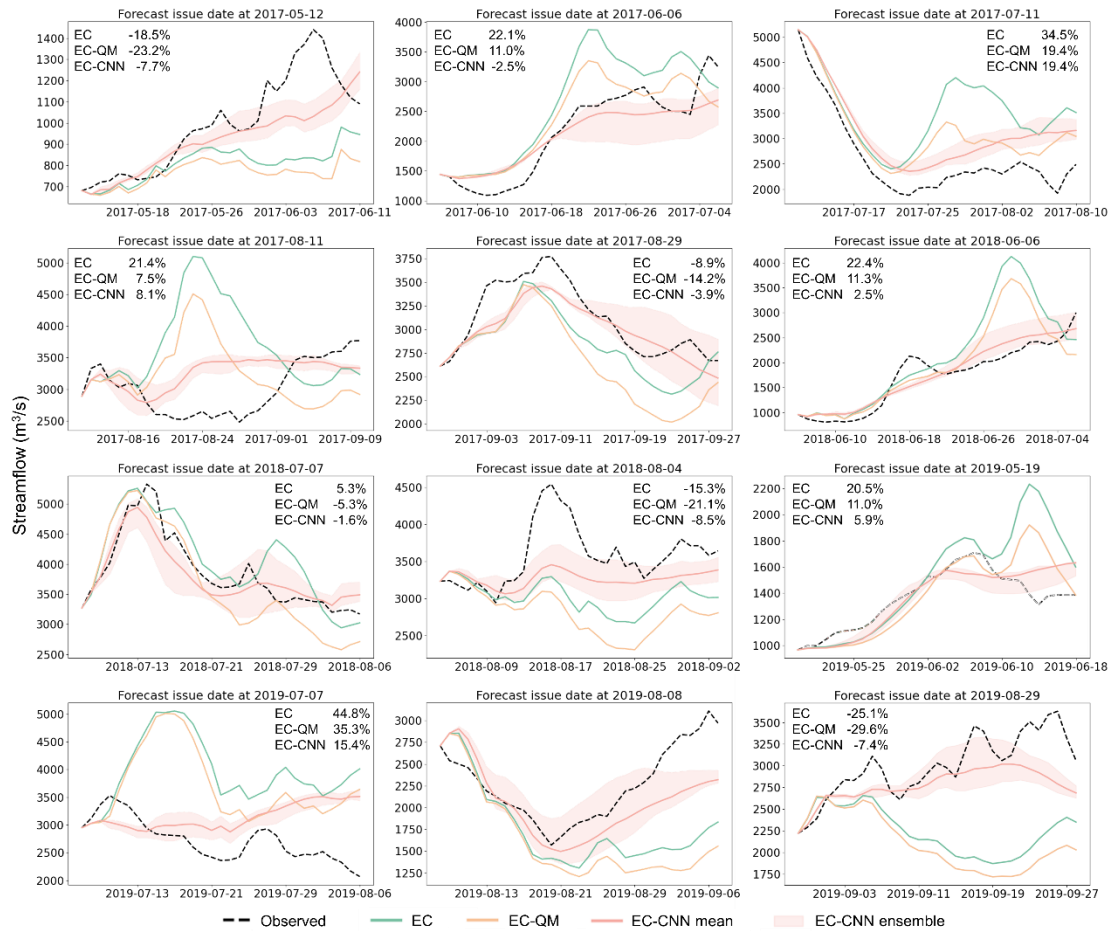 Streamflow (m³/s)
Forecast issue date at 2017-05-12
EC -18.5%
EC-QM -23.2%
EC-CNN -7.7%
1400
1300
1200
1100
1000
900
800
700
2017-05-18 2017-05-26 2017-06-03 2017-06-11
Forecast issue date at 2017-06-06
EC 22.1%
EC-QM 11.0%
EC-CNN -2.5%
4000
3500
3000
2500
2000
1500
1000
2017-06-10 2017-06-18 2017-06-26 2017-07-04
Forecast issue date at 2017-07-11
EC 34.5%
EC-QM 19.4%
EC-CNN 19.4%
5000
4500
4000
3500
3000
2500
2000
2017-07-17 2017-07-25 2017-08-02 2017-08-10
Forecast issue date at 2017-08-11
EC 21.4%
EC-QM 7.5%
EC-CNN 8.1%
5000
4500
4000
3500
3000
2500
2017-08-16 2017-08-24 2017-09-01 2017-09-09
Forecast issue date at 2017-08-29
EC -8.9%
EC-QM -14.2%
EC-CNN -3.9%
3750
3500
3250
3000
2750
2500
2250
2000
2017-09-03 2017-09-11 2017-09-19 2017-09-27
Forecast issue date at 2018-06-06
EC 22.4%
EC-QM 11.3%
EC-CNN 2.5%
4000
3500
3000
2500
2000
1500
1000
2018-06-10 2018-06-18 2018-06-26 2018-07-04
Forecast issue date at 2018-07-07
EC 5.3%
EC-QM -5.3%
EC-CNN -1.6%
5000
4500
4000
3500
3000
2500
2018-07-13 2018-07-21 2018-07-29 2018-08-06
Forecast issue date at 2018-08-04
EC -15.3%
EC-QM -21.1%
EC-CNN -8.5%
4500
4000
3500
3000
2500
2018-08-09 2018-08-17 2018-08-25 2018-09-02
Forecast issue date at 2019-05-19
EC 20.5%
EC-QM 11.0%
EC-CNN 5.9%
2200
2000
1800
1600
1400
1200
1000
2019-05-25 2019-06-02 2019-06-10 2019-06-18
Forecast issue date at 2019-07-07
EC 44.8%
EC-QM 35.3%
EC-CNN 15.4%
5000
4500
4000
3500
3000
2500
2000
2019-07-13 2019-07-21 2019-07-29 2019-08-06
Forecast issue date at 2019-08-08
3000
2750
2500
2250
2000
1750
1500
1250
2019-08-13 2019-08-21 2019-08-29 2019-09-06
Forecast issue date at 2019-08-29
EC -25.1%
EC-QM -29.6%
EC-CNN -7.4%
3500
3250
3000
2750
2500
2250
2000
1750
2019-09-03 2019-09-11 2019-09-19 2019-09-27
Observed EC EC-QM EC-CNN mean EC-CNN ensemble